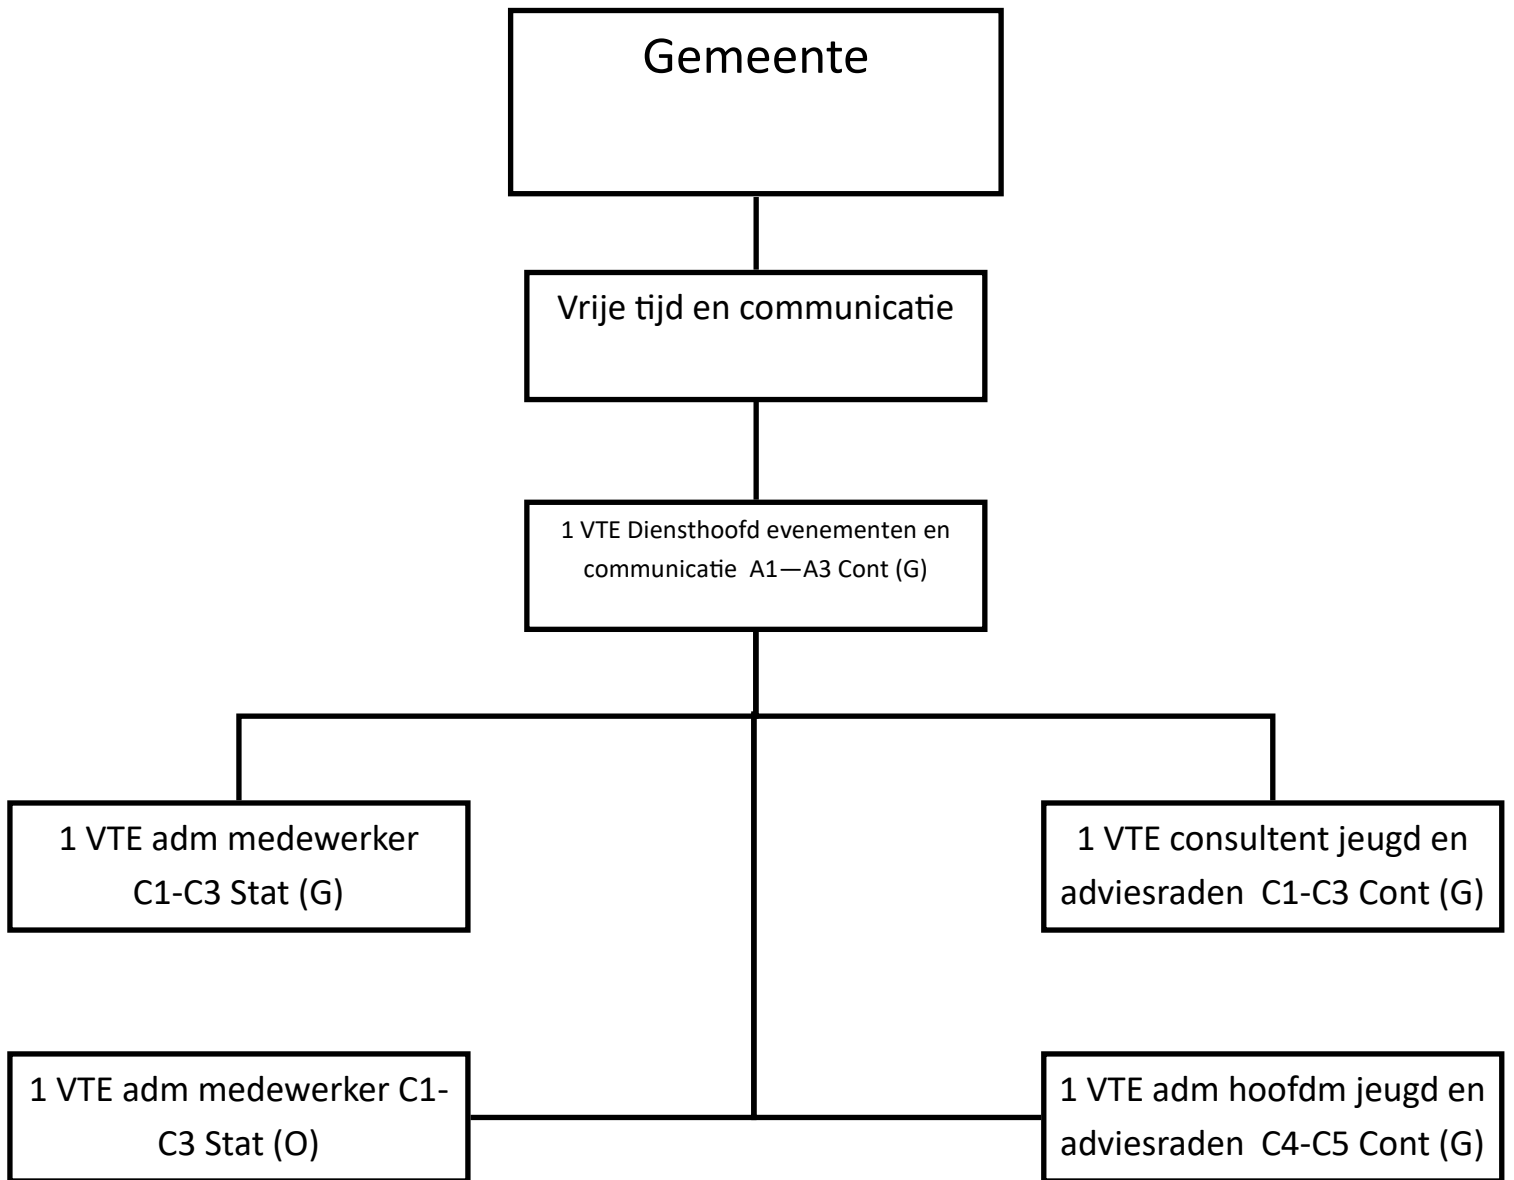 Gemeente
Vrije tijd en communicatie
1 VTE Diensthoofd evenementen en
communicatie  A1—A3 Cont (G)
1 VTE adm medewerker
C1-C3 Stat (G)
1 VTE consultent jeugd en
adviesraden  C1-C3 Cont (G)
1 VTE adm medewerker C1-
C3 Stat (O)
1 VTE adm hoofdm jeugd en
adviesraden  C4-C5 Cont (G)